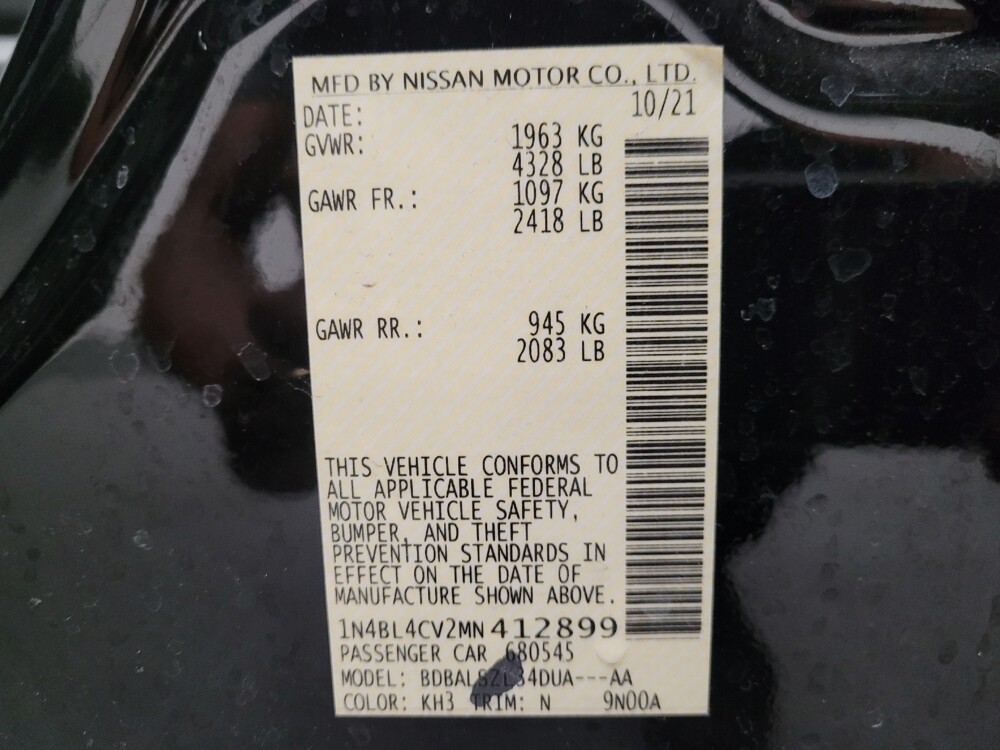 MFD BY NISSAN MOTOR CO., LTD.
DATE: 10/21
GVWR: 1963 KG
4328 LB
GAWR FR.: 1097 KG
2418 LB
GAWR RR.: 945 KG
2083 LB
THIS VEHICLE CONFORMS TO
ALL APPLICABLE FEDERAL
MOTOR VEHICLE SAFETY,
BUMPER, AND THEFT
PREVENTION STANDARDS IN
EFFECT ON THE DATE OF
MANUFACTURE SHOWN ABOVE.
1N4BL4CV2MN412899
PASSENGER CAR 680545
MODEL:
COLOR: KH3 TRIM: N 9N00A